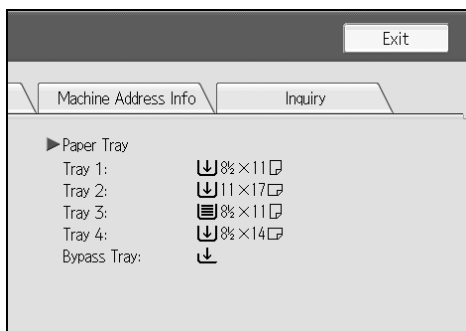 Exit
Machine Address Info Inquiry
▶Paper Tray
Tray 1: 8½×11
Tray 2: 11×17
Tray 3: 8½×11
Tray 4: 8½×14
Bypass Tray: